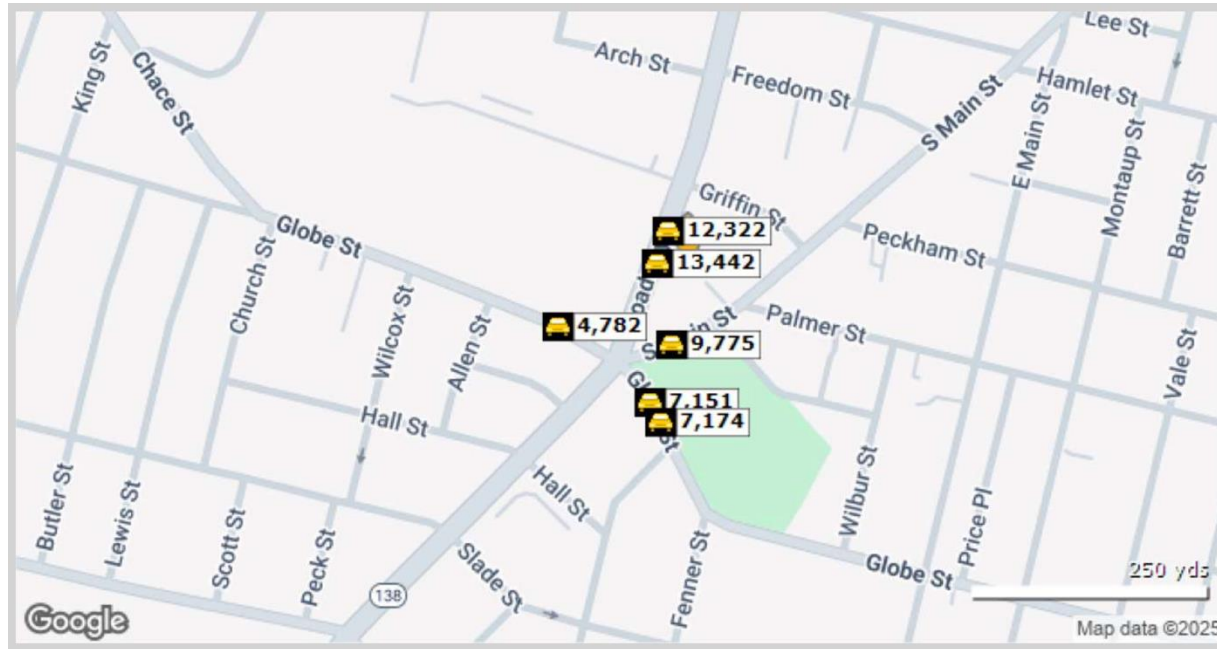 Lee St
Arch St
Freedom St
Hamlet St
King St
Chace St
S Main St
E Main St
Montaup St
Barrett St
Griffin St
Globe St
12,322
Peckham St
13,442
Church St
Wilcox St
Allen St
4,782
9,775
Palmer St
Vale St
7,151
7,174
Hall St
Hall St
Wilbur St
Price Pl
Butler St
Lewis St
Scott St
Peck St
Slade St
Fenner St
Globe St
138
250 yds
Google
Map data ©2025